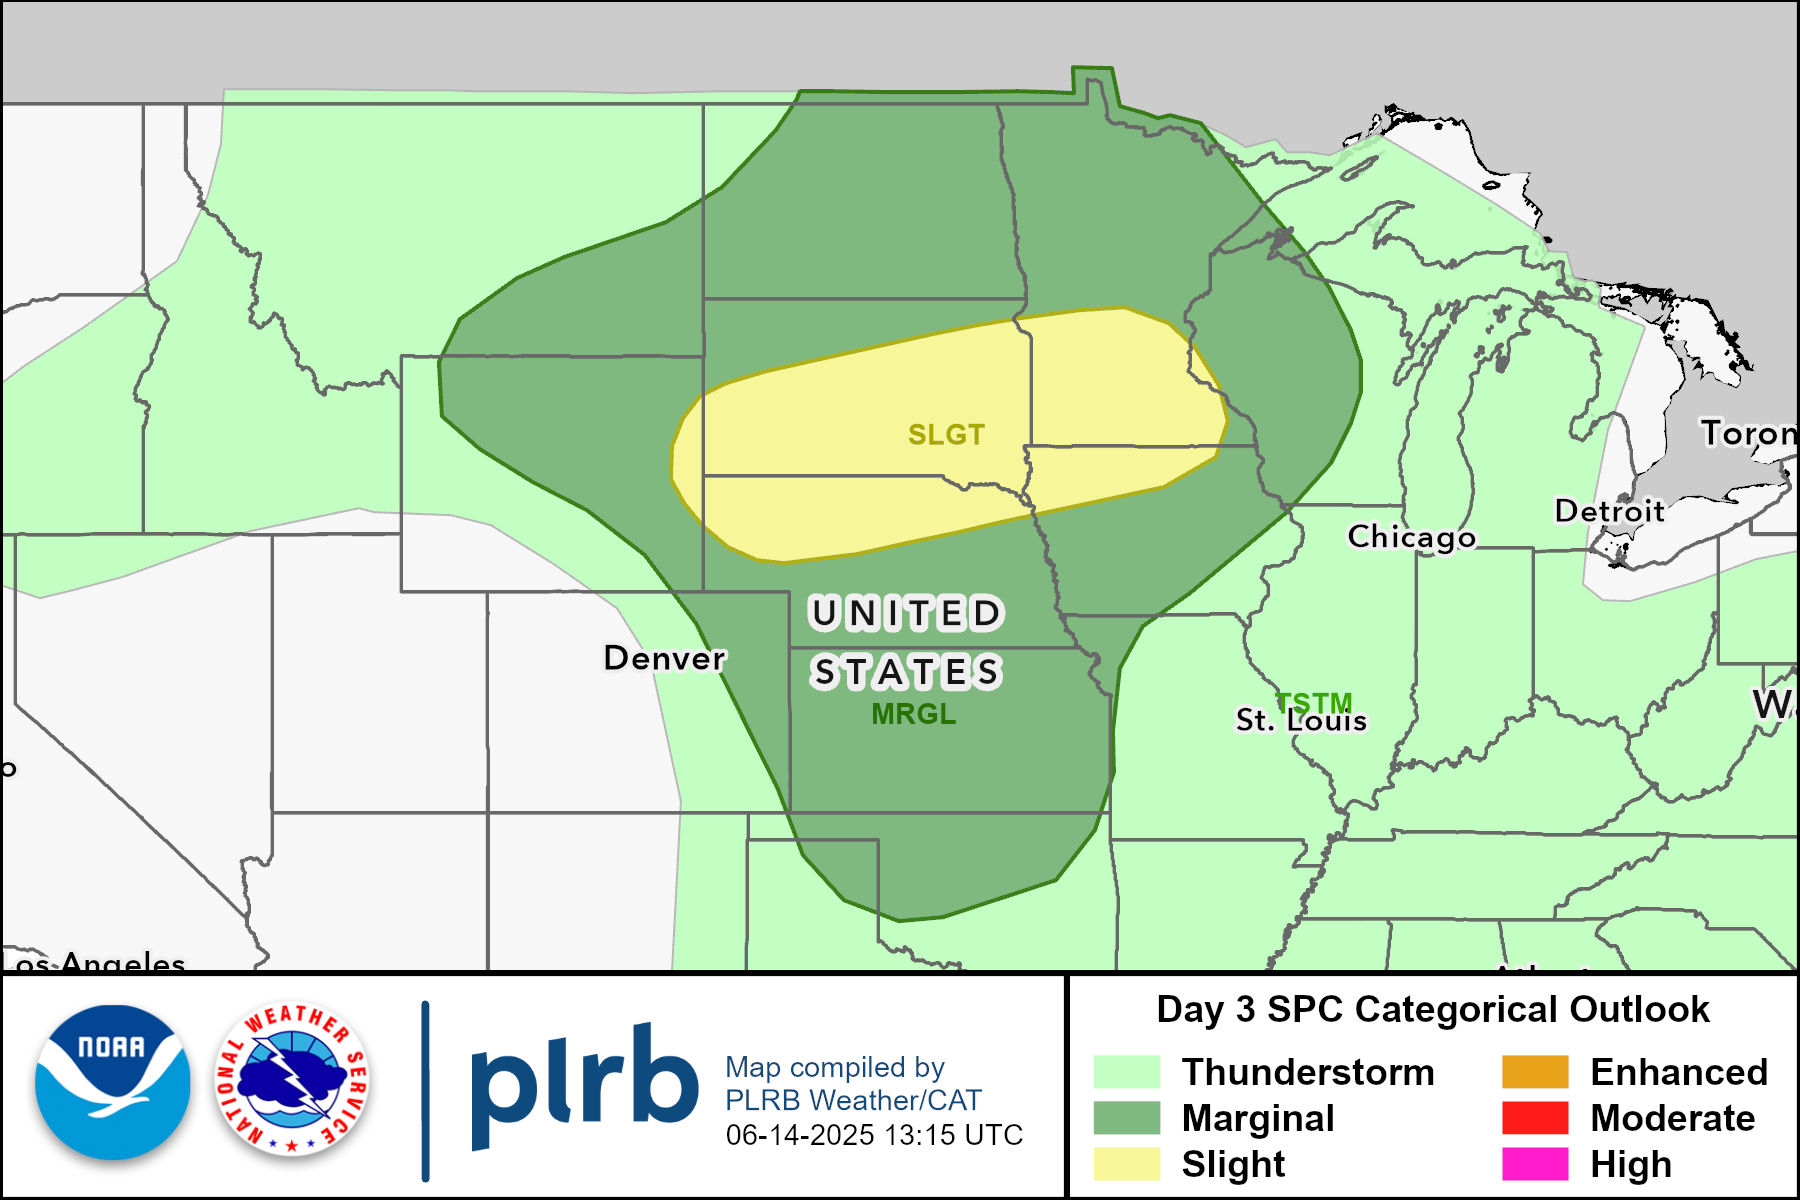 Toron
Detroit
Chicago
SLGT
UNITED
STATES
Denver
MRGL
TSTM
St. Louis
W
o
Los Angeles
NOAA
NATIONAL WEATHER SERVICE
plrb
Map compiled by
PLRB Weather/CAT
06-14-2025 13:15 UTC
Day 3 SPC Categorical Outlook
Thunderstorm
Marginal
Slight
Enhanced
Moderate
High